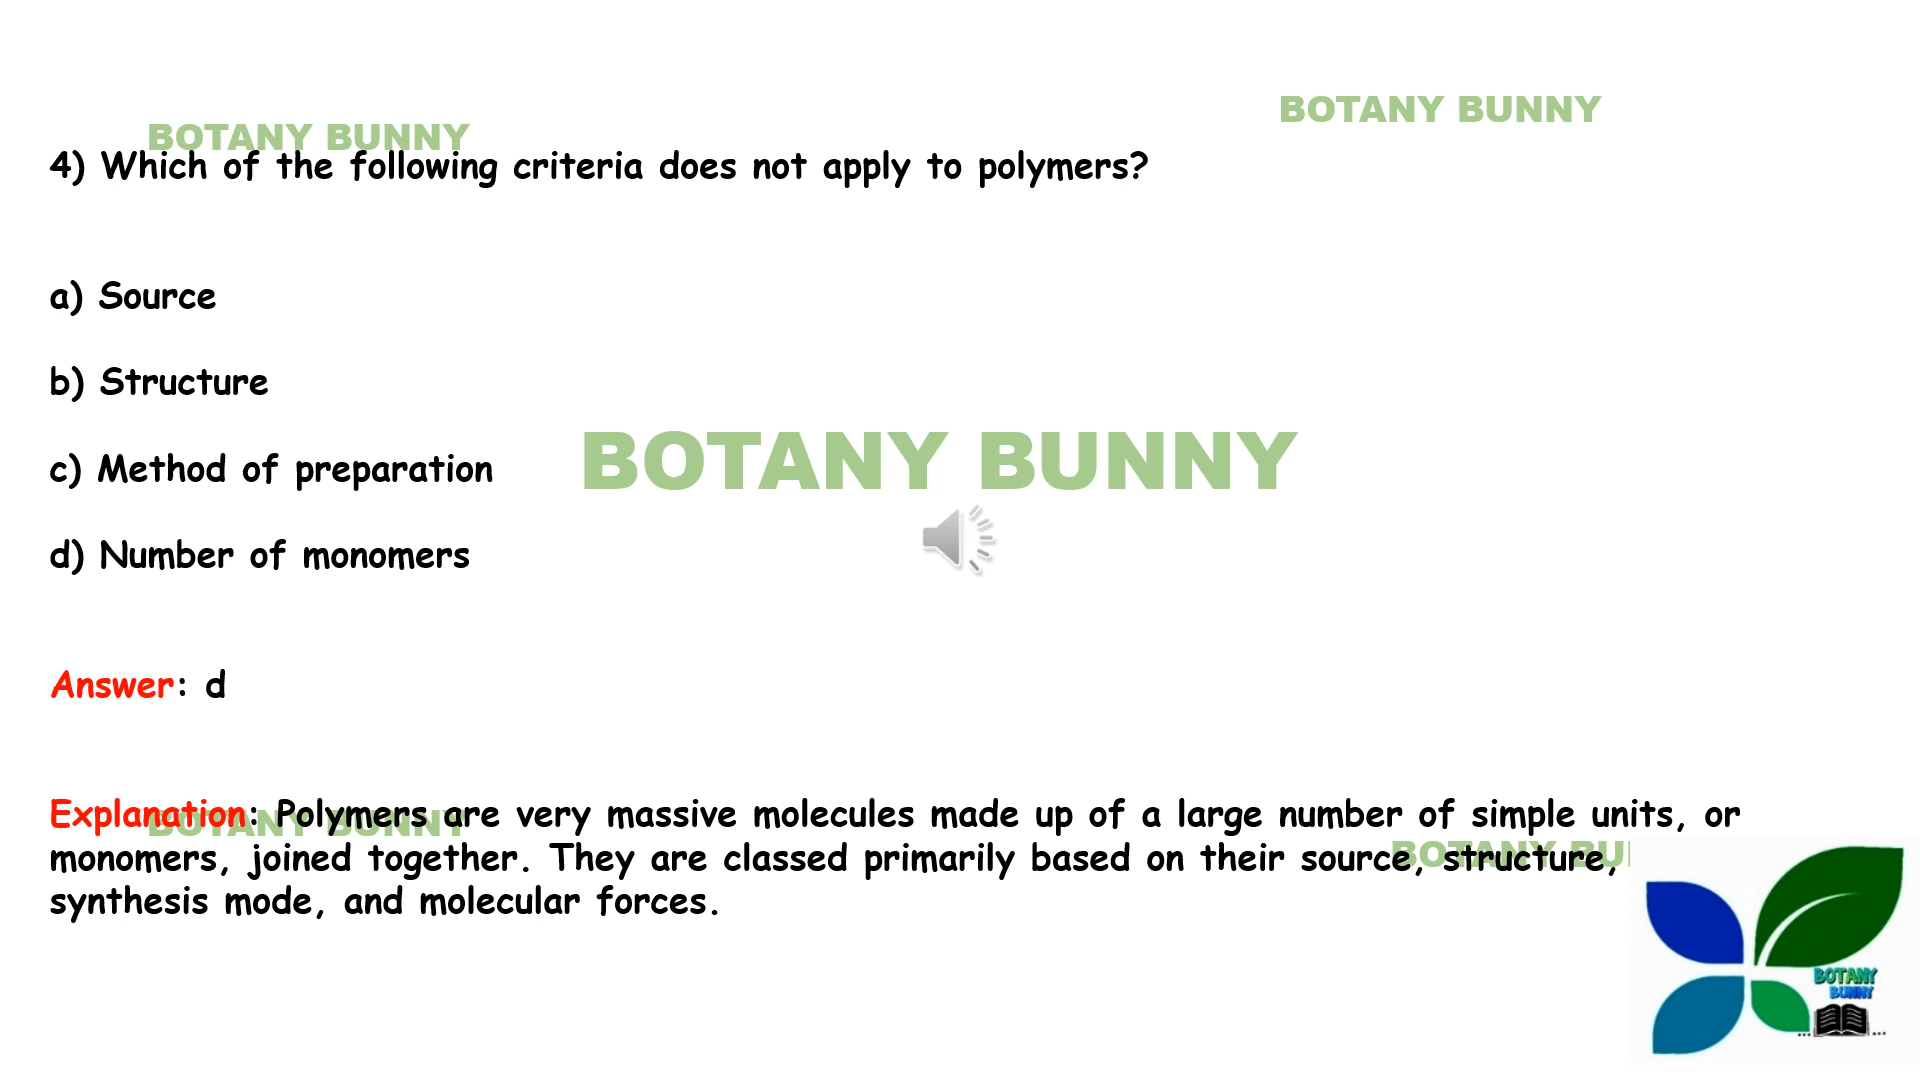 BOTANY BUNNY
BOTANY BUNNY
4) Which of the following criteria does not apply to polymers?
a) Source
b) Structure
c) Method of preparation
BOTANY BUNNY
d) Number of monomers
Answer: d
BOTANY BUNNY
Explanation: Polymers are very massive molecules made up of a large number of simple units, or
BOTANY BU
monomers, joined together. They are classed primarily based on their source, structure,
synthesis mode, and molecular forces.
BOTANY
BUNNY